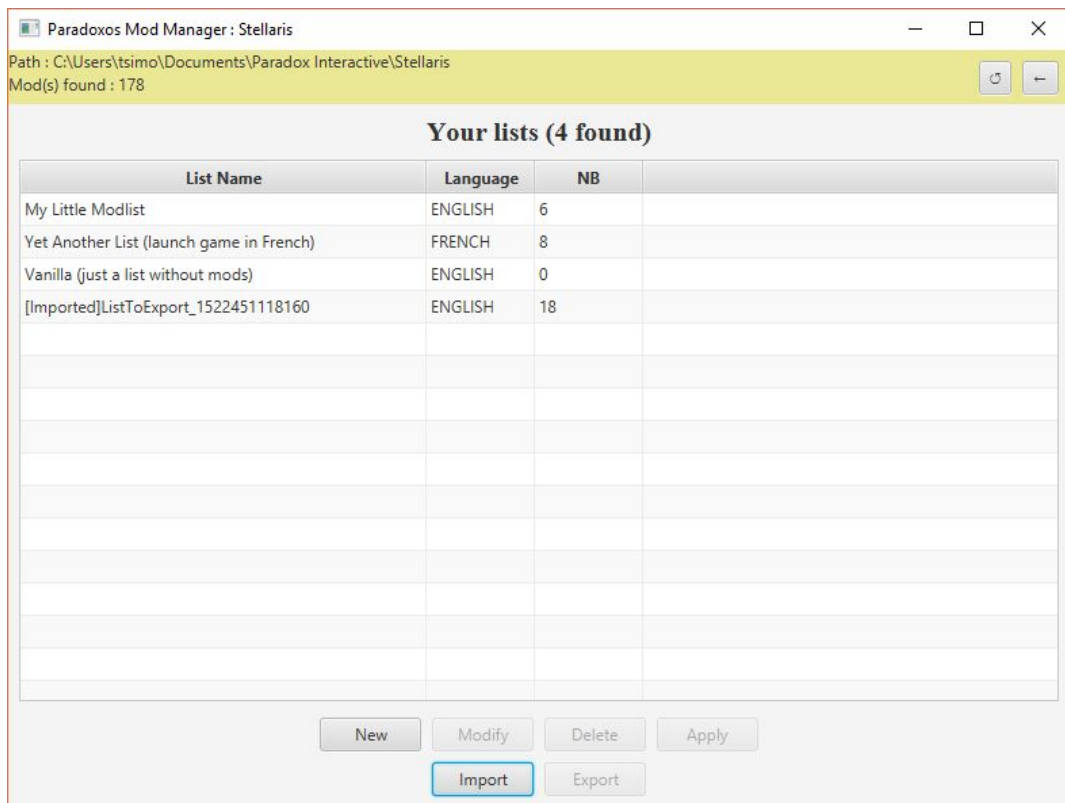 Paradoxos Mod Manager : Stellaris
Path : C:\Users\tsimo\Documents\Paradox Interactive\Stellaris
Mod(s) found : 178
Your lists (4 found)
List Name Language NB
My Little Modlist ENGLISH 6
Yet Another List (launch game in French) FRENCH 8
Vanilla (just a list without mods) ENGLISH 0
[Imported]ListToExport_1522451118160 ENGLISH 18
New Modify Delete Apply
Import Export